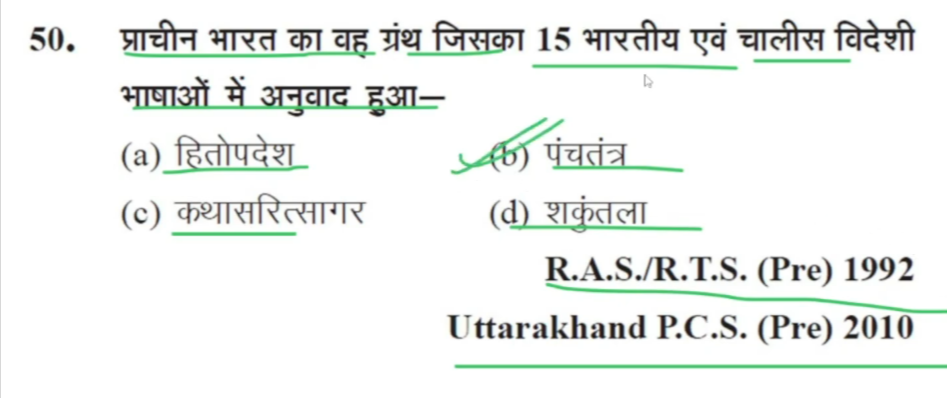 50. प्राचीन भारत का वह ग्रंथ जिसका 15 भारतीय एवं चालीस विदेशी
भाषाओं में अनुवाद हुआ—
(a) हितोपदेश (b) पंचतंत्र
(c) कथासरित्सागर (d) शकुंतला
R.A.S./R.T.S. (Pre) 1992
Uttarakhand P.C.S. (Pre) 2010